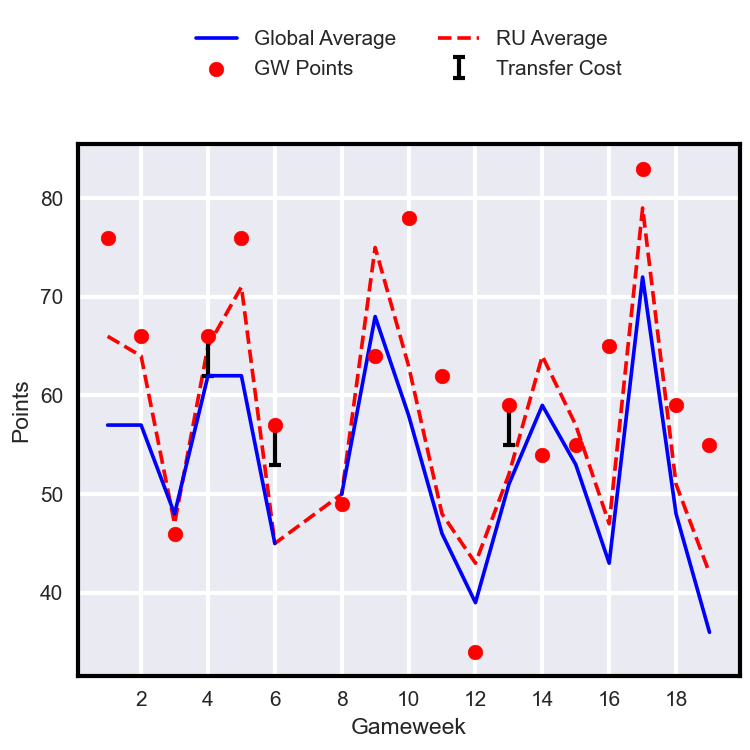 Global Average
RU Average
GW Points
Transfer Cost
80
70
60
50
40
Points
2 4 6 8 10 12 14 16 18
Gameweek